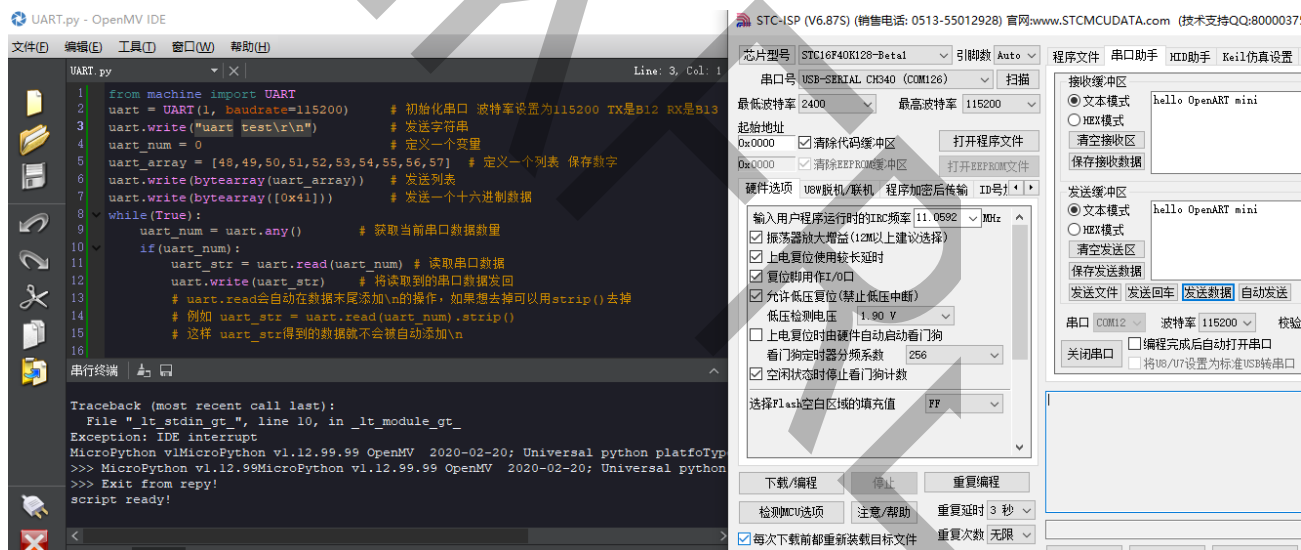 UART.py - OpenMV IDE
文件(F) 编辑(E) 工具(T) 窗口(W) 帮助(H)
UART.py
Line: 3, Col: 1
1 from machine import UART
2 uart = UART(1, baudrate=115200) # 初始化串口 波特率设置为115200 TX是B12 RX是B13
3 uart.write("uart test\r\n") # 发送字符串
4 uart_num = 0 # 定义一个变量
5 uart_array = [48,49,50,51,52,53,54,55,56,57] # 定义一个列表 保存数字
6 uart.write(bytearray(uart_array)) # 发送列表
7 uart.write(bytearray([0x41])) # 发送一个十六进制数据
8 while(True):
9 uart_num = uart.any() # 获取当前串口数据数量
10 if(uart_num):
11 uart_str = uart.read(uart_num) # 读取串口数据
12 uart.write(uart_str) # 将读取到的串口数据发回
13 # uart.read会自动在数据末尾添加\n的操作，如果想去掉可以用strip()去掉
14 # 例如 uart_str = uart.read(uart_num).strip()
15 # 这样 uart_str得到的数据就不会被自动添加\n
16
串行终端
Traceback (most recent call last):
File "_lt_stdin_gt_", line 10, in _lt_module_gt_
Exception: IDE interrupt
MicroPython v1MicroPython v1.12.99.99 OpenMV 2020-02-20; Universal python platfoTyp
>>> MicroPython v1.12.99MicroPython v1.12.99.99 OpenMV 2020-02-20; Universal python
>>> Exit from repy!
script ready!
STC-ISP (V6.87S) (销售电话: 0513-55012928) 官网:www.STCMCUDATA.com (技术支持QQ:80000375
芯片型号 STC16F40K128-Beta1 引脚数 Auto
串口号 USB-SERIAL CH340 (COM126) 扫描
最低波特率 2400 最高波特率 115200
起始地址
0x0000 清除代码缓冲区 打开程序文件
0x0000 清除EEPROM缓冲区 打开EEPROM文件
硬件选项 U8W脱机/联机 程序加密后传输 ID号
输入用户程序运行时的IRC频率 11.0592 MHz
振荡器放大增益(12M以上建议选择)
上电复位使用较长延时
复位脚用作I/O口
允许低压复位(禁止低压中断)
低压检测电压 1.90 V
上电复位时由硬件自动启动看门狗
看门狗定时器分频系数 256
空闲状态时停止看门狗计数
选择Flash空白区域的填充值 FF
下载/编程 停止 重复编程
检测MCU选项 注意/帮助 重复延时 3 秒
每次下载前都重新装载目标文件 重复次数 无限
程序文件 串口助手 HID助手 Keil仿真设置
接收缓冲区
文本模式 hello OpenART mini
HEX模式
清空接收区
保存接收数据
发送缓冲区
文本模式 hello OpenART mini
HEX模式
清空发送区
保存发送数据
发送文件 发送回车 发送数据 自动发送
串口 COM12 波特率 115200 校验
关闭串口 编程完成后自动打开串口
将U8/U7设置为标准USB转串口